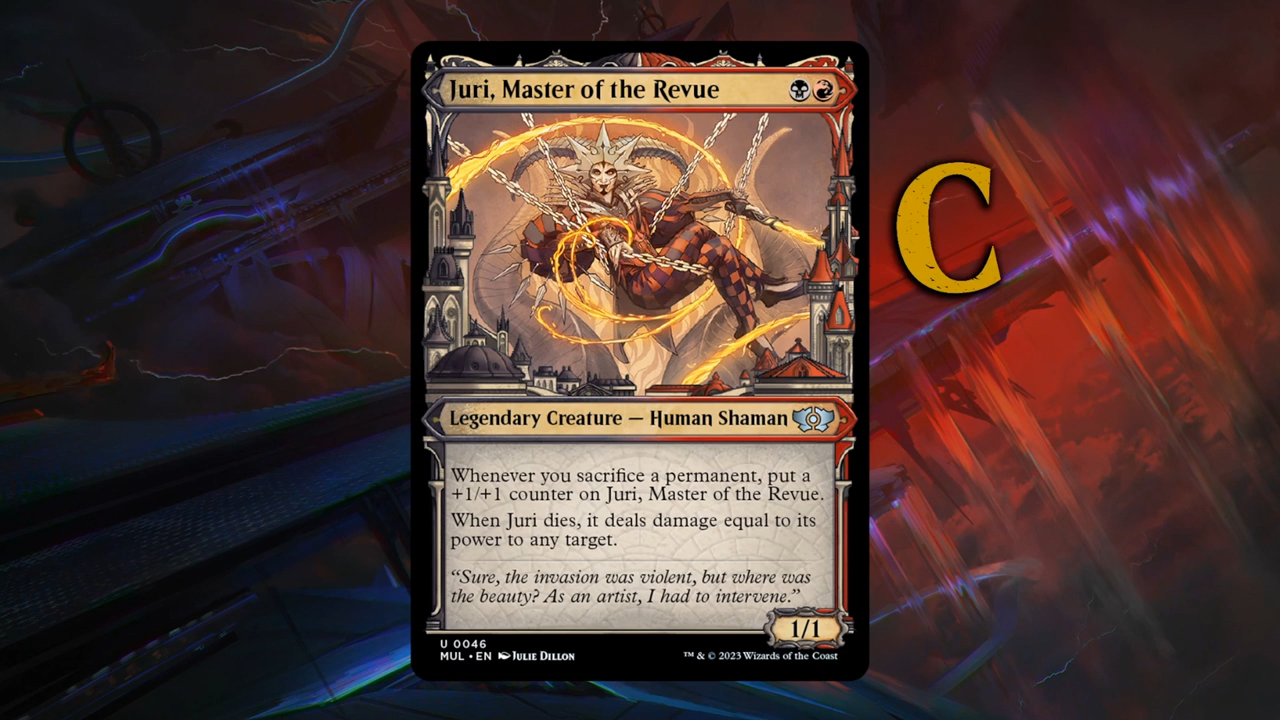 Juri, Master of the Revue
C
Legendary Creature — Human Shaman
Whenever you sacrifice a permanent, put a
+1/+1 counter on Juri, Master of the Revue.
When Juri dies, it deals damage equal to its
power to any target.
“Sure, the invasion was violent, but where was
the beauty? As an artist, I had to intervene.”
1/1
U 0046
MUL • EN JULIE DILLON
™ & © 2023 Wizards of the Coast